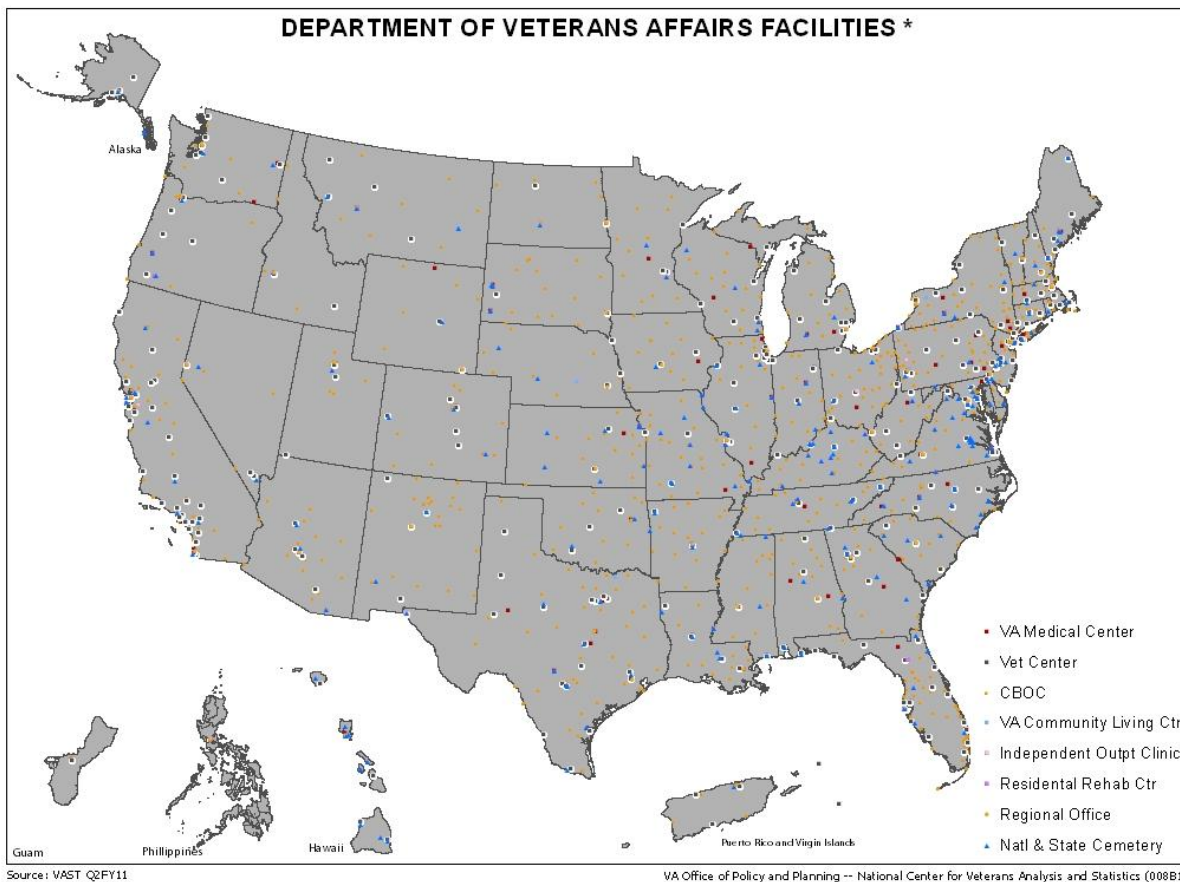 DEPARTMENT OF VETERANS AFFAIRS FACILITIES *
Alaska
VA Medical Center
Vet Center
CBOC
VA Community Living Ctr
Independent Outpt Clinic
Residental Rehab Ctr
Regional Office
Natl & State Cemetery
Guam
Phillippines
Hawaii
Puerto Rico and Virgin Islands
Source: VAST Q2FY11
VA Office of Policy and Planning -- National Center for Veterans Analysis and Statistics (008B1